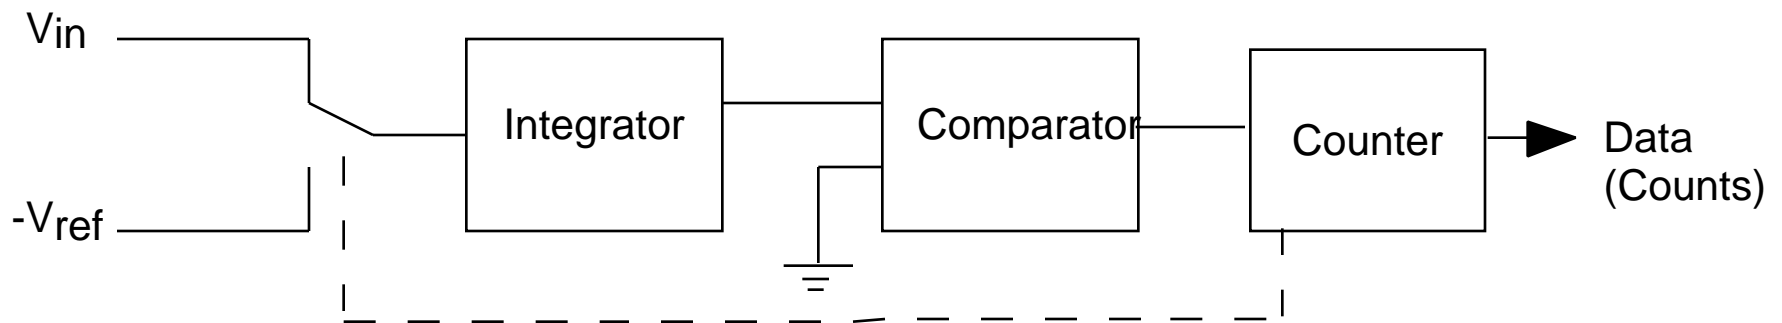 Vin
Integrator
Comparator
Counter
Data
(Counts)
-Vref